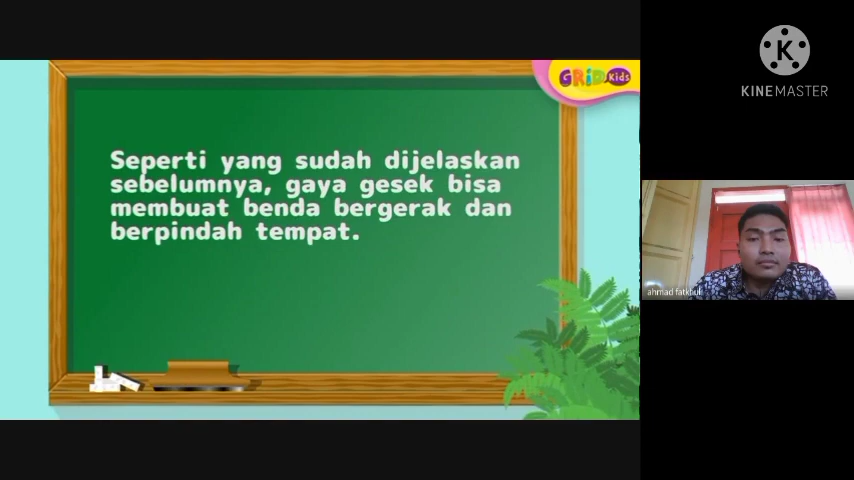 GRiD Kids
Seperti yang sudah dijelaskan
sebelumnya, gaya gesek bisa
membuat benda bergerak dan
berpindah tempat.
K
KINEMASTER
ahmad fatkhul